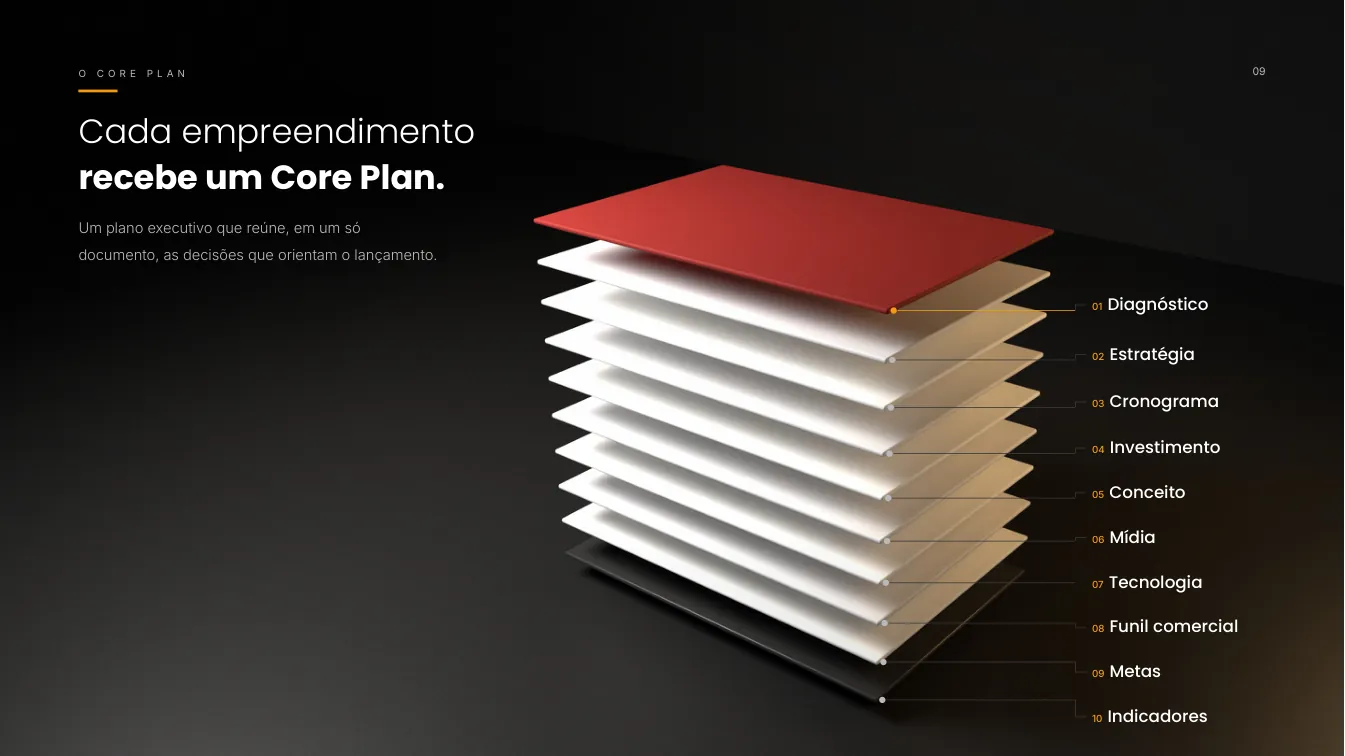 O CORE PLAN
09
Cada empreendimento
recebe um Core Plan.
Um plano executivo que reúne, em um só
documento, as decisões que orientam o lançamento.
01 Diagnóstico
02 Estratégia
03 Cronograma
04 Investimento
05 Conceito
06 Mídia
07 Tecnologia
08 Funil comercial
09 Metas
10 Indicadores